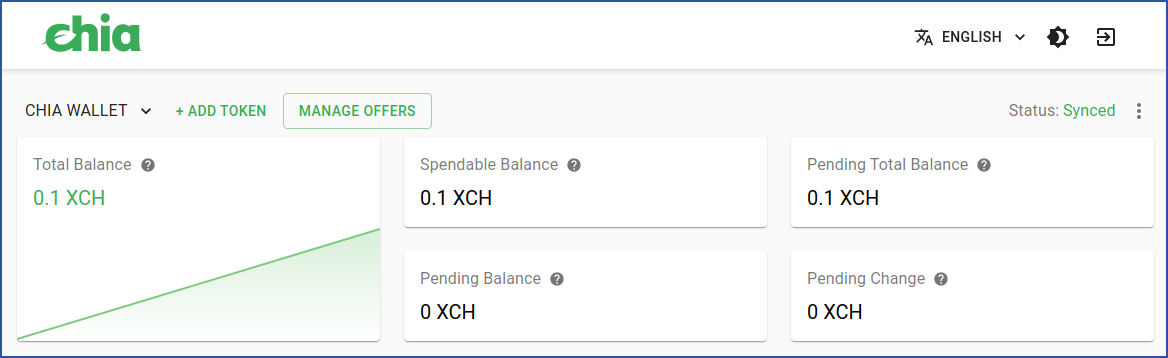 chia
ENGLISH
CHIA WALLET
+ ADD TOKEN
MANAGE OFFERS
Status: Synced
Total Balance
0.1 XCH
Spendable Balance
0.1 XCH
Pending Total Balance
0.1 XCH
Pending Balance
0 XCH
Pending Change
0 XCH